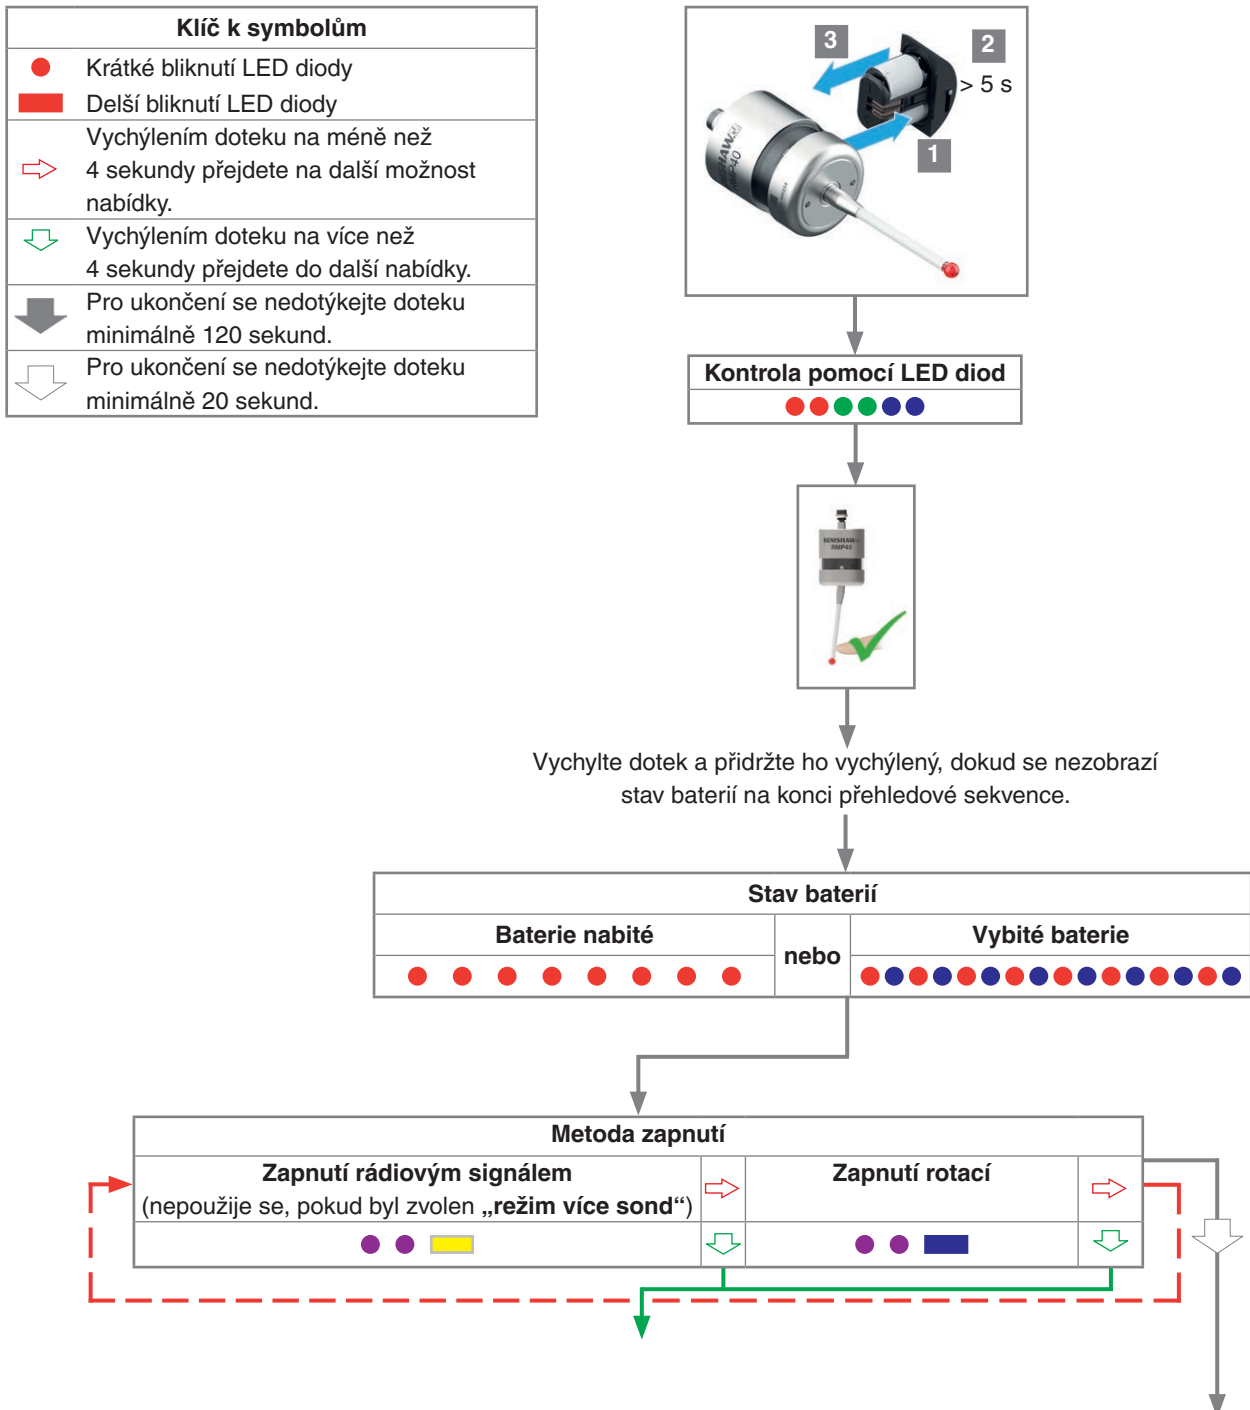 Klíč k symbolům
Krátké bliknutí LED diody
Delší bliknutí LED diody
Vychýlením doteku na méně než
4 sekundy přejdete na další možnost
nabídky.
Vychýlením doteku na více než
4 sekundy přejdete do další nabídky.
Pro ukončení se nedotýkejte doteku
minimálně 120 sekund.
Pro ukončení se nedotýkejte doteku
minimálně 20 sekund.
3
2
> 5 s
1
RENISHAW
RMP40
Kontrola pomocí LED diod
RENISHAW
RMP40
Vychylte dotek a přidržte ho vychýlený, dokud se nezobrazí
stav baterií na konci přehledové sekvence.
Stav baterií
Baterie nabité
nebo
Vybité baterie
Metoda zapnutí
Zapnutí rádiovým signálem
(nepoužije se, pokud byl zvolen „režim více sond“)
Zapnutí rotací